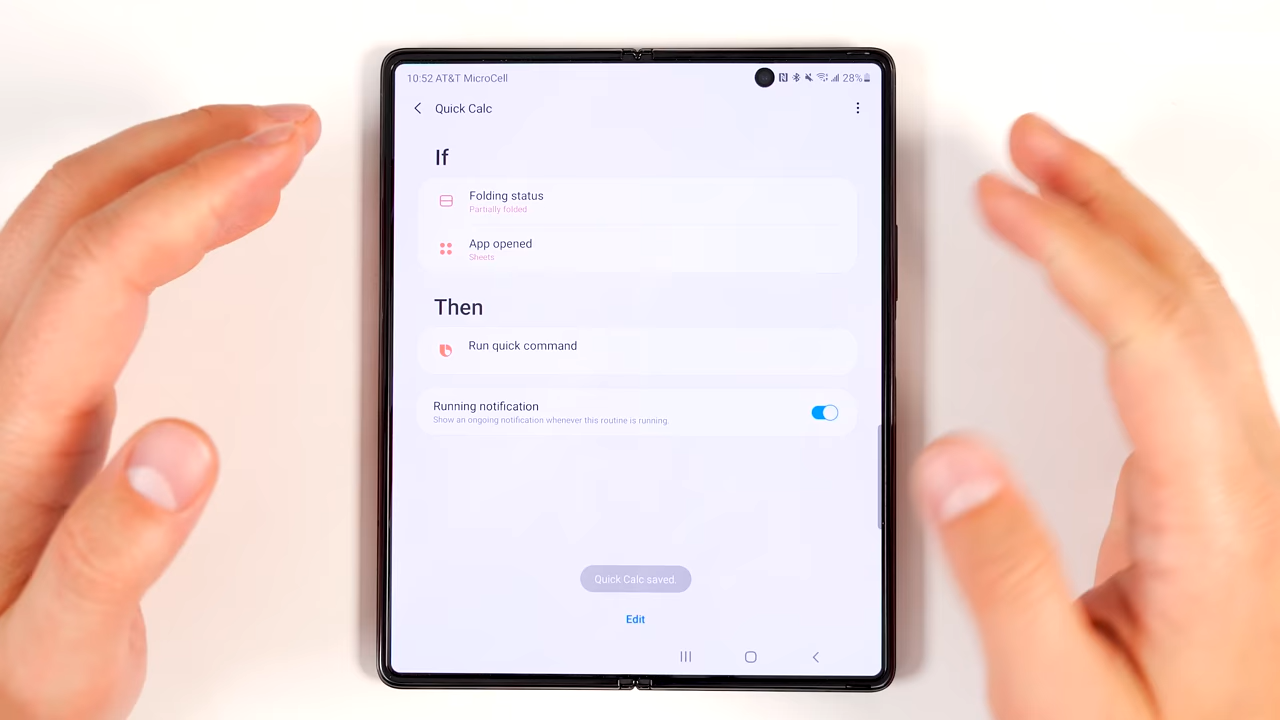 10:52 AT&T MicroCell 28%
Quick Calc
If
Folding status
Partially folded
App opened
Sheets
Then
Run quick command
Running notification
Show an ongoing notification whenever this routine is running.
Quick Calc saved.
Edit